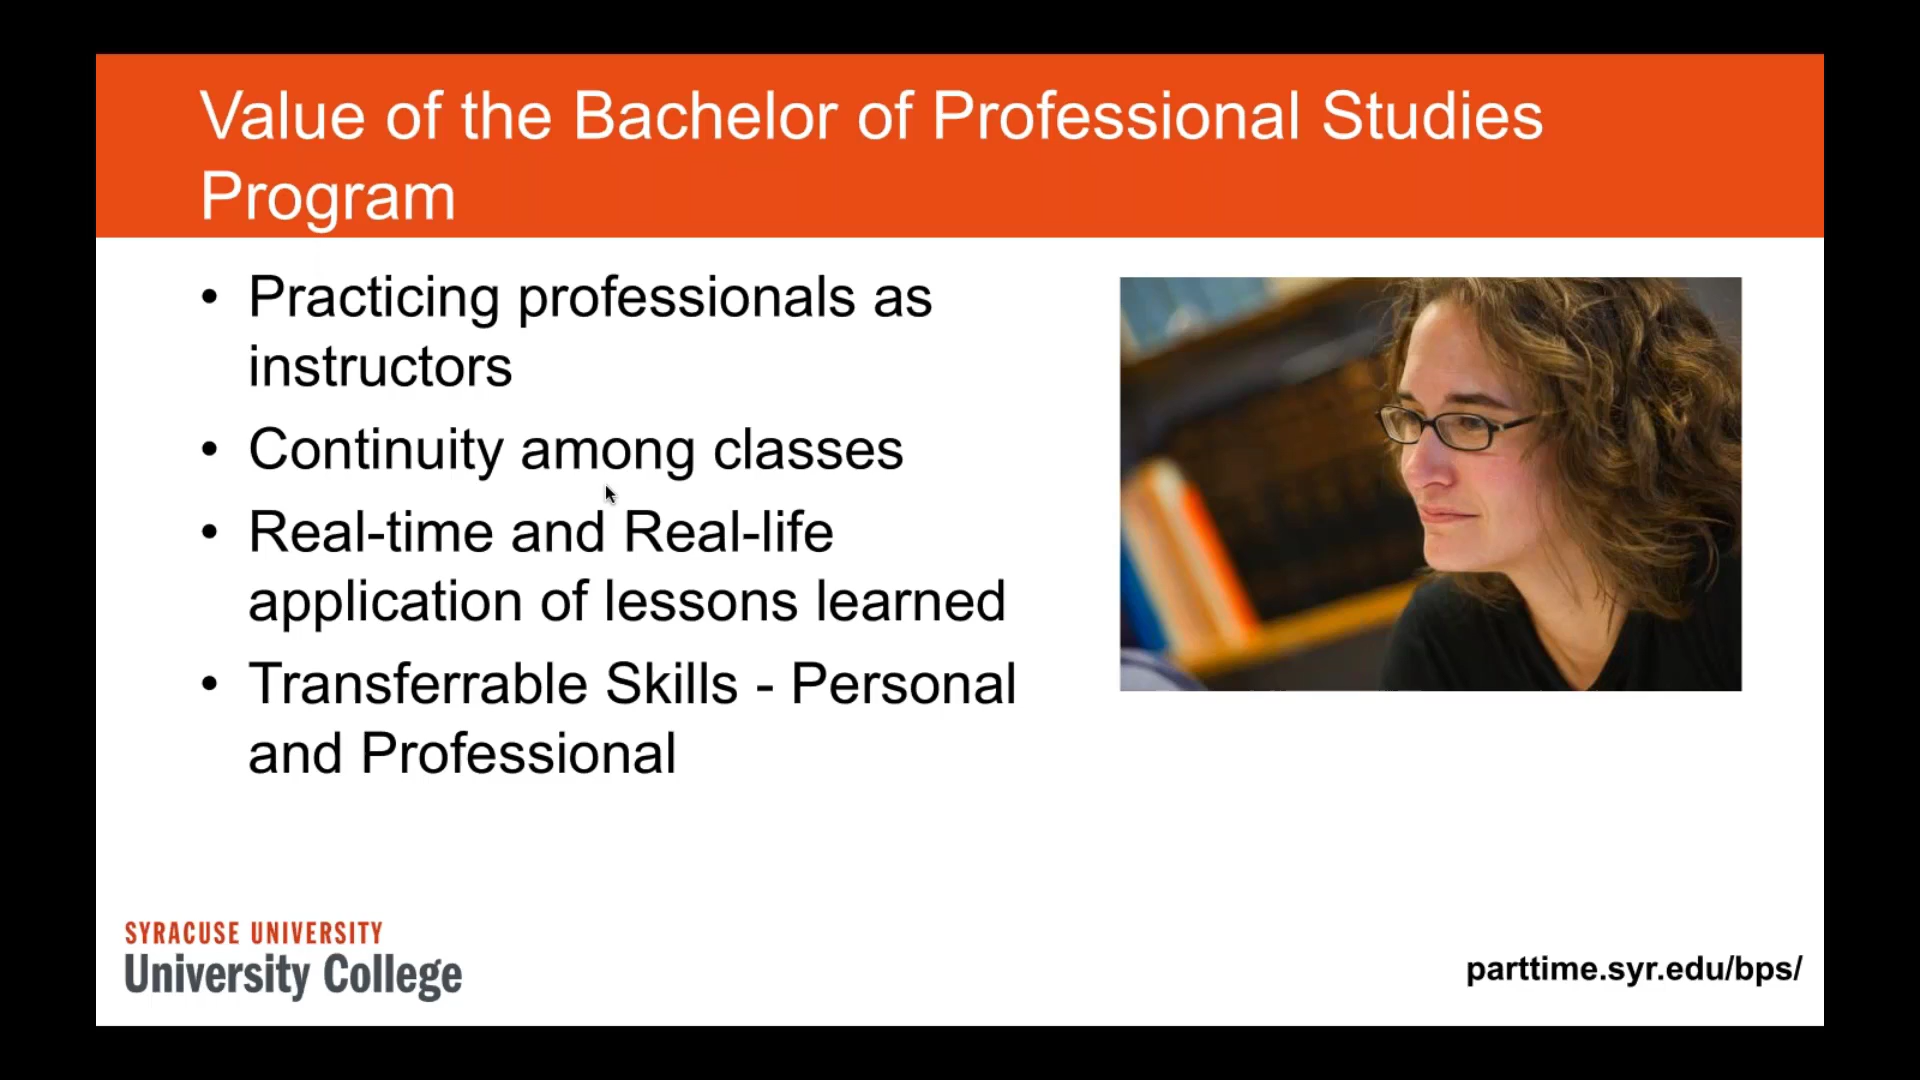 Value of the Bachelor of Professional Studies
Program
• Practicing professionals as
instructors
• Continuity among classes
• Real-time and Real-life
application of lessons learned
• Transferrable Skills - Personal
and Professional
SYRACUSE UNIVERSITY
University College
parttime.syr.edu/bps/